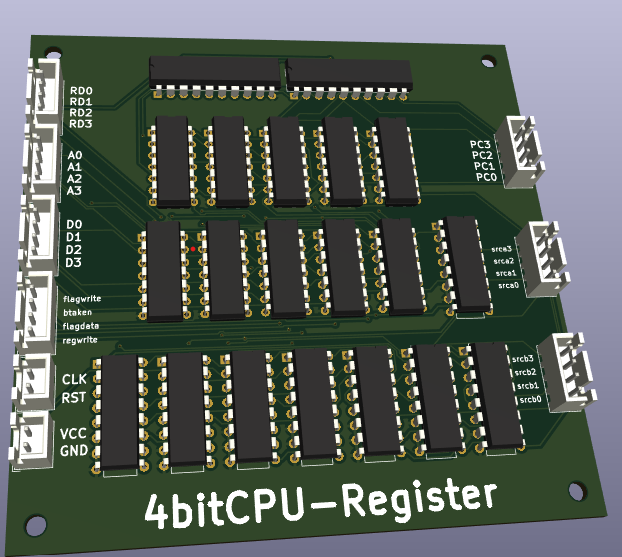 RD0
RD1
RD2
RD3
A0
A1
A2
A3
D0
D1
D2
D3
flagwrite
btaken
flagdata
regwrite
CLK
RST
VCC
GND
PC3
PC2
PC1
PC0
srca3
srca2
srca1
srca0
srcb3
srcb2
srcb1
srcb0
4bitCPU-Register